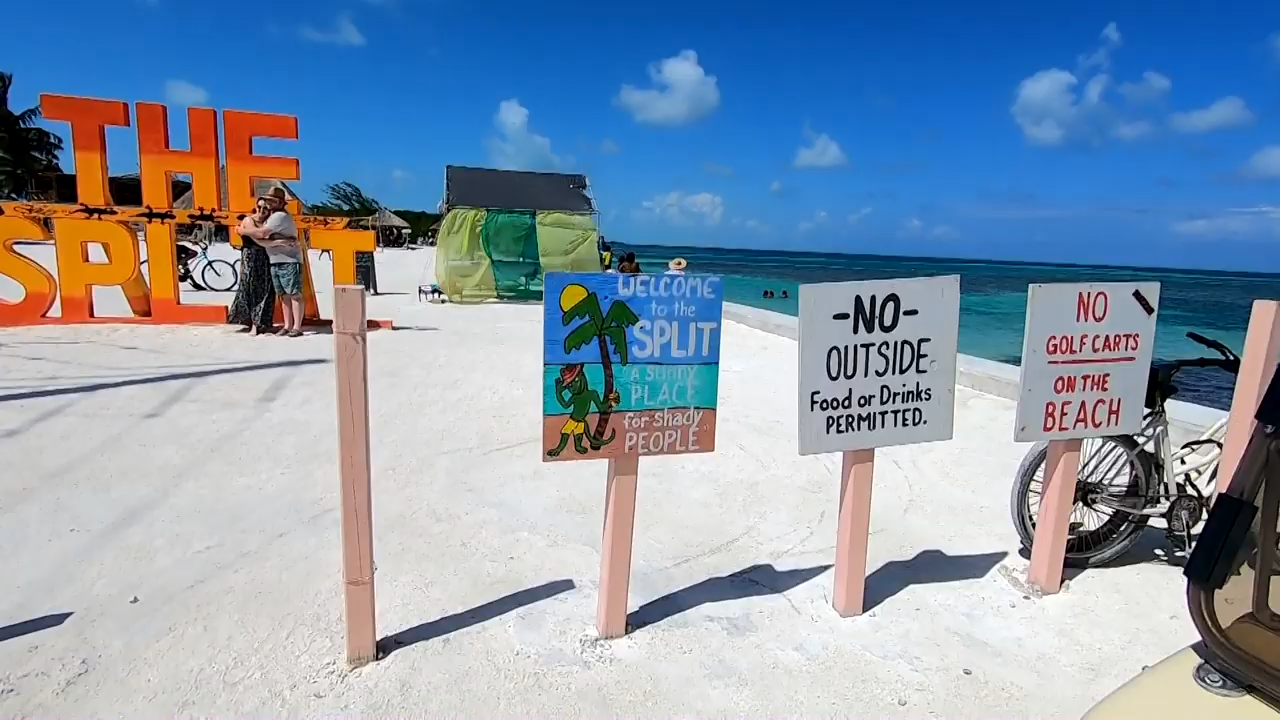 THE
SPLIT
WELCOME
to the
SPLIT
"A SUNNY
PLACE
for Shady
PEOPLE"
-NO-
OUTSIDE
Food or Drinks
PERMITTED.
NO
GOLF CARTS
ON THE
BEACH